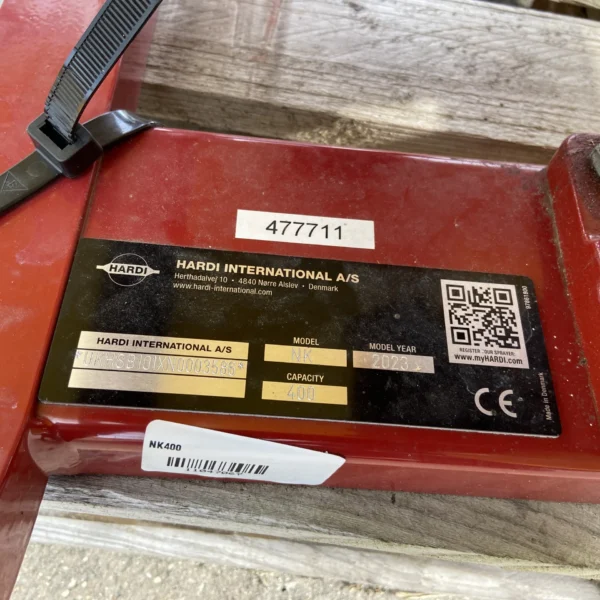 477711
HARDI
HARDI INTERNATIONAL A/S
Herthadalvej 10 • 4840 Nørre Alslev • Denmark
www.hardi-international.com
HARDI INTERNATIONAL A/S
MODEL
NK
MODEL YEAR
2023
CAPACITY
400
REGISTER YOUR SPRAYER:
www.myHARDI.com
CE
Made in Denmark
NK400